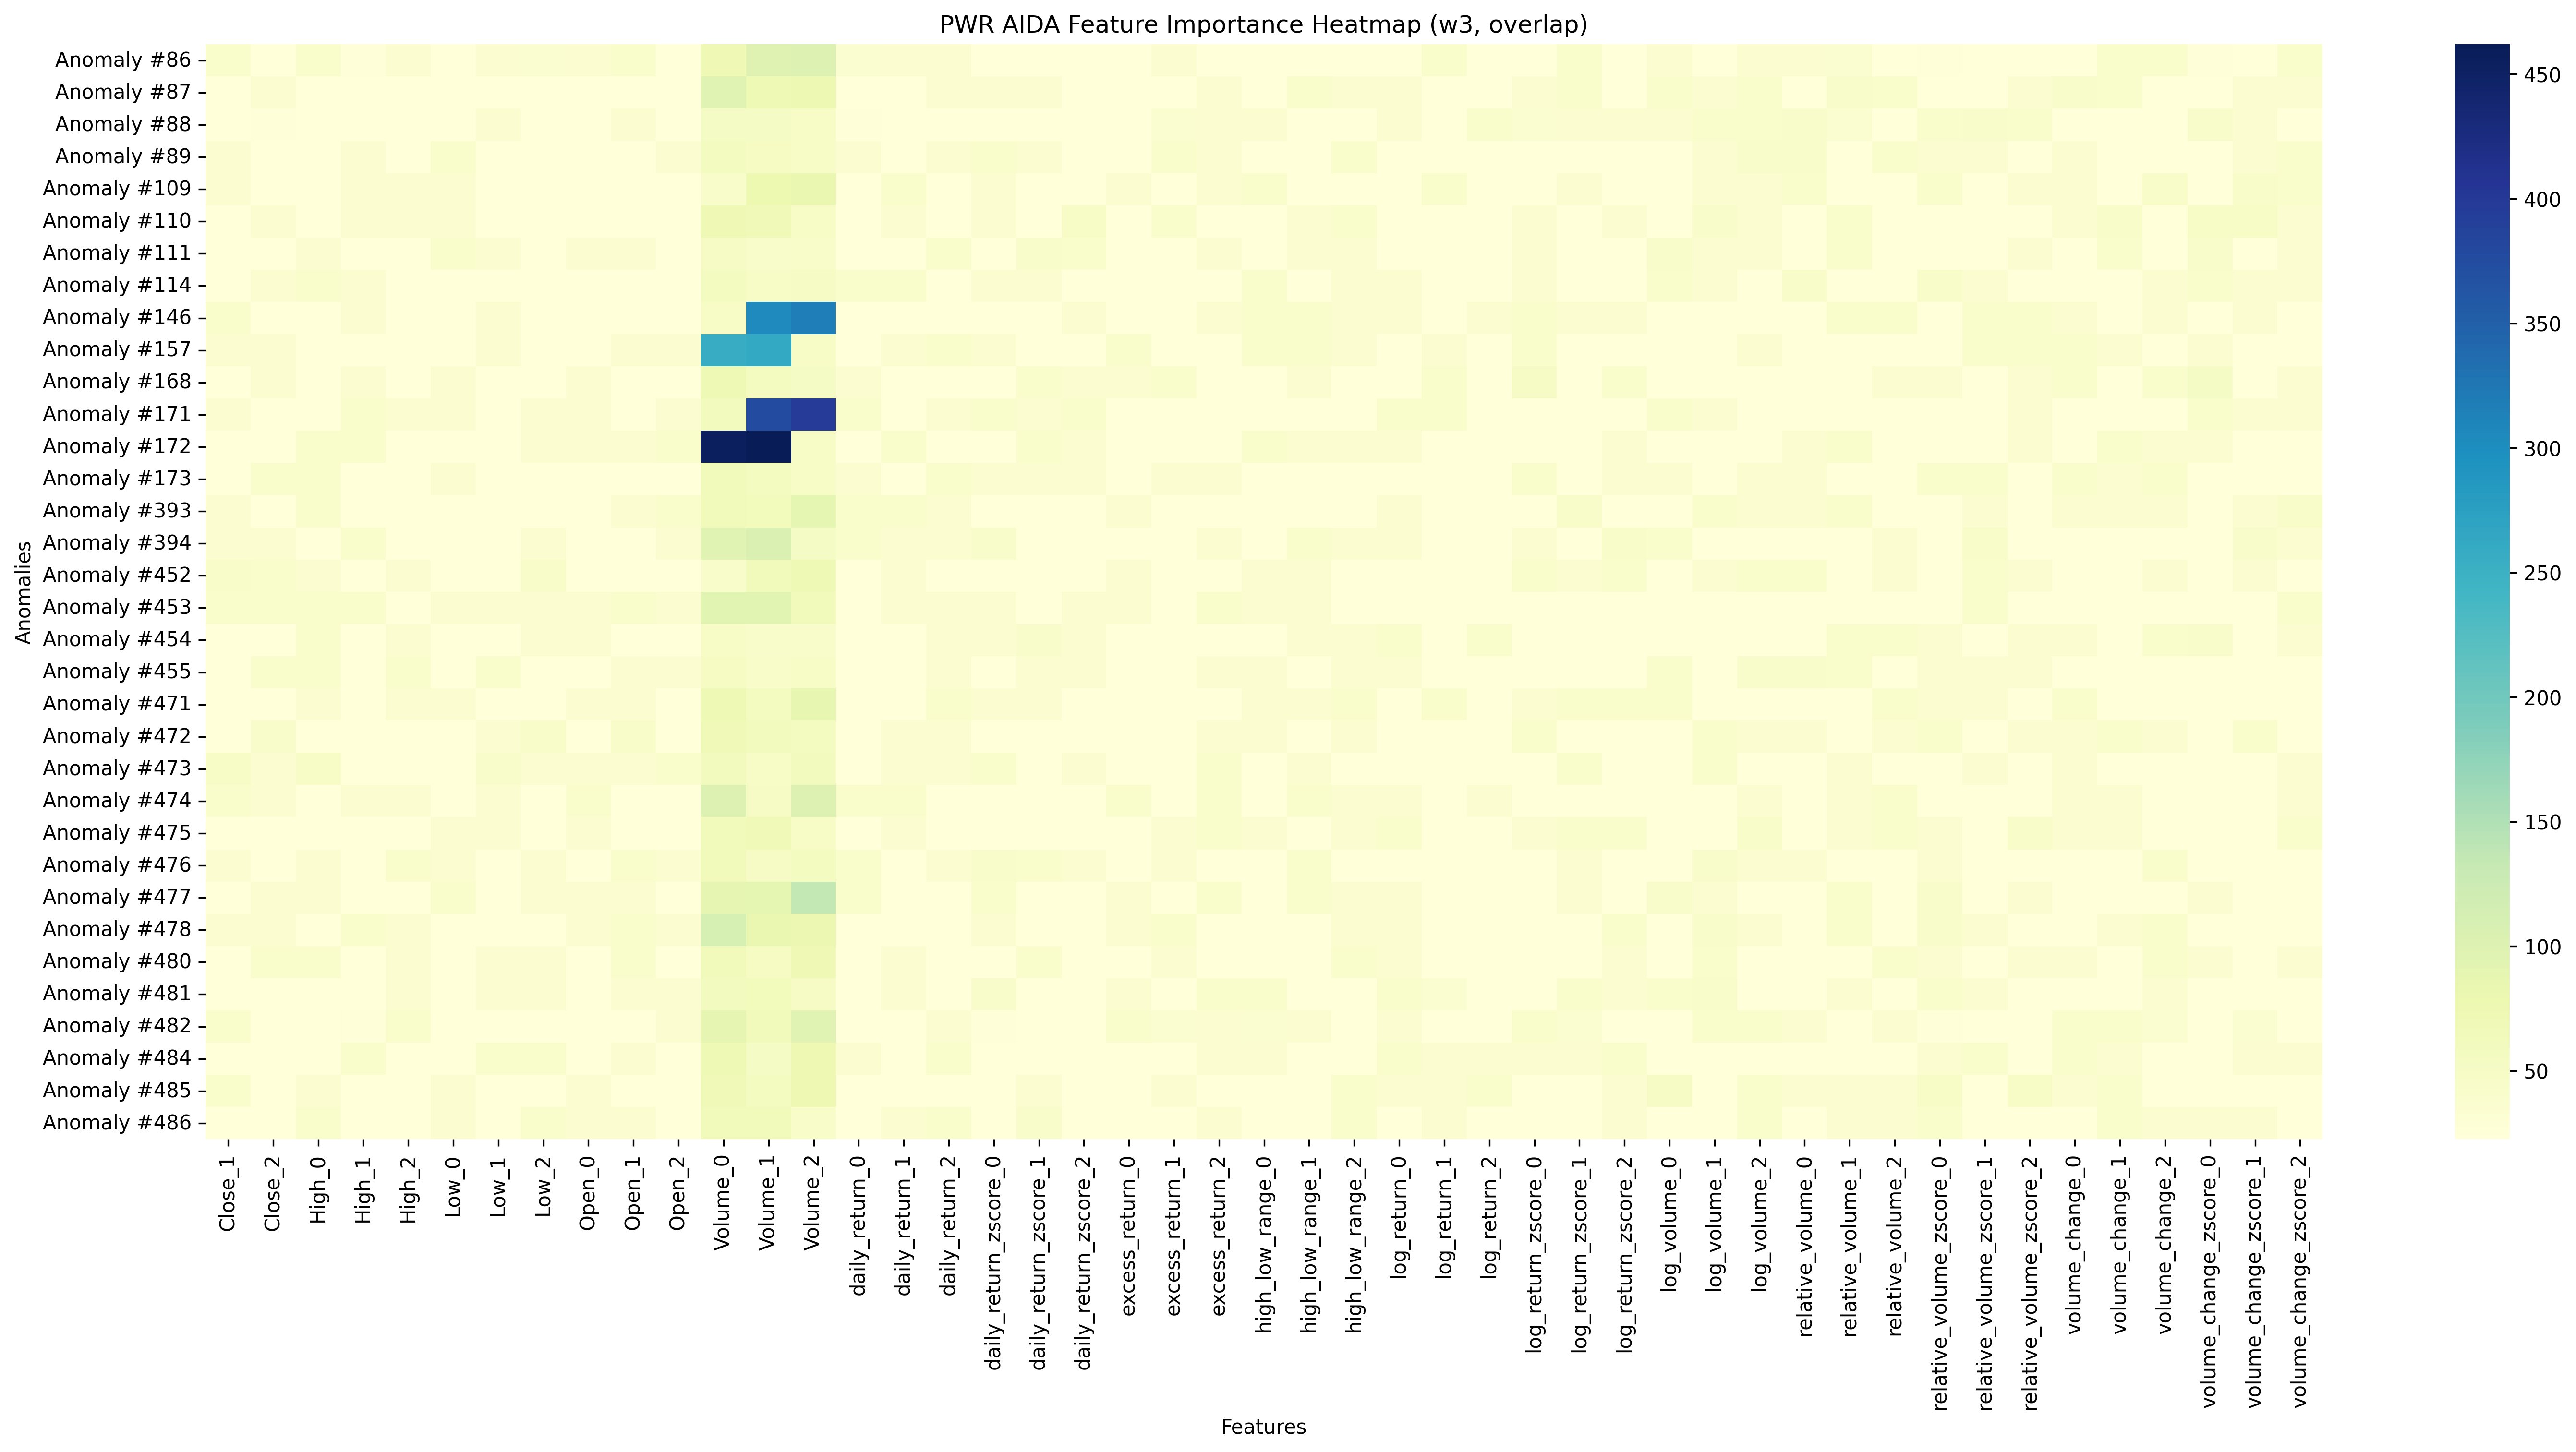 PWR AIDA Feature Importance Heatmap (w3, overlap)
Anomalies
Anomaly #86
Anomaly #87
Anomaly #88
Anomaly #89
Anomaly #109
Anomaly #110
Anomaly #111
Anomaly #114
Anomaly #146
Anomaly #157
Anomaly #168
Anomaly #171
Anomaly #172
Anomaly #173
Anomaly #393
Anomaly #394
Anomaly #452
Anomaly #453
Anomaly #454
Anomaly #455
Anomaly #471
Anomaly #472
Anomaly #473
Anomaly #474
Anomaly #475
Anomaly #476
Anomaly #477
Anomaly #478
Anomaly #480
Anomaly #481
Anomaly #482
Anomaly #484
Anomaly #485
Anomaly #486
Close_1
Close_2
High_0
High_1
High_2
Low_0
Low_1
Low_2
Open_0
Open_1
Open_2
Volume_0
Volume_1
Volume_2
daily_return_0
daily_return_1
daily_return_2
daily_return_zscore_0
daily_return_zscore_1
daily_return_zscore_2
excess_return_0
excess_return_1
excess_return_2
high_low_range_0
high_low_range_1
high_low_range_2
log_return_0
log_return_1
log_return_2
log_return_zscore_0
log_return_zscore_1
log_return_zscore_2
log_volume_0
log_volume_1
log_volume_2
relative_volume_0
relative_volume_1
relative_volume_2
relative_volume_zscore_0
relative_volume_zscore_1
relative_volume_zscore_2
volume_change_0
volume_change_1
volume_change_2
volume_change_zscore_0
volume_change_zscore_1
volume_change_zscore_2
Features
450
400
350
300
250
200
150
100
50